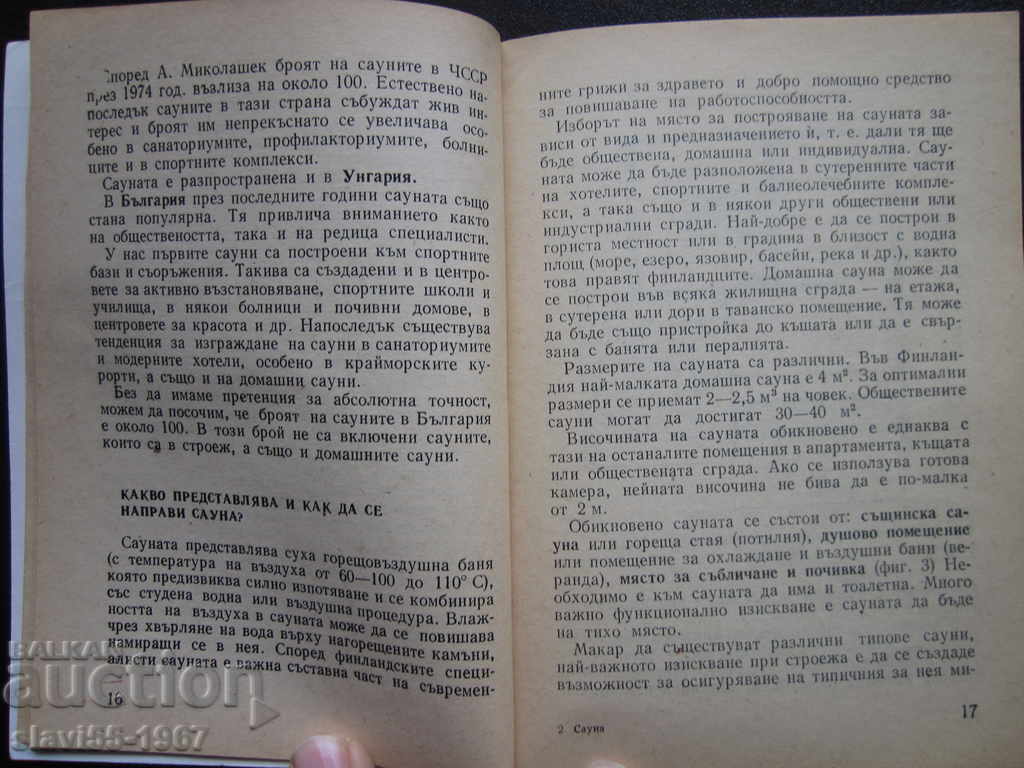 Според А. Миколашек броят на сауните в ЧССР
през 1974 год. възлиза на около 100. Естествено на-
последък сауните в тази страна събуждат жив ин-
терес и броят им непрекъснато се увеличава осо-
бено в санаториумите, профилакториумите, болни-
ците и в спортните комплекси.
Сауната е разпространена и в Унгария.
В България през последните години сауната също
стана популярна. Тя привлича вниманието както
на обществеността, така и на редица специалисти.
У нас първите сауни са построени към спортните
бази и съоръжения. Такива са създадени и в центро-
вете за активно възстановяване, спортните школи и
училища, в някои болници и почивни домове, в
центровете за красота и др. Напоследък съществува
тенденция за изграждане на сауни в санаториумите
и модерните хотели, особено в крайморските ку-
рорти, а също и на домашни сауни.
Без да имаме претенция за абсолютна точност,
можем да посочим, че броят на сауните в България
е около 100. В този брой не са включени сауните,
които са в строеж, а също и домашните сауни.
КАКВО ПРЕДСТАВЛЯВА И КАК ДА СЕ
НАПРАВИ САУНА?
Сауната представлява суха горещовъздушна баня
(с температура на въздуха от 60—100 до 110° С),
която предизвиква силно изпотяване и се комбинира
със студена водна или въздушна процедура. Влаж-
ността на въздуха в сауната може да се повишава
чрез хвърляне на вода върху нагорещените камъни,
намиращи се в нея. Според финландските специ-
алисти сауната е важна съставна част на съвремен-
16
ните грижи за здравето и добро помощно средство
за повишаване на работоспособността.
Изборът на място за построяване на сауната за-
виси от вида и предназначението ѝ, т. е. дали тя ще
бъде обществена, домашна или индивидуална. Сау-
ната може да бъде разположена в сутеренните части
на хотелите, спортните и балнеолечебните компле-
кси, а така също и в някои други обществени или
индустриални сгради. Най-добре е да се построи в
гориста местност или в градина в близост с водна
площ (море, езеро, язовир, басейн, река и др.), както
това правят финландците. Домашна сауна може да
се построи във всяка жилищна сграда — на етажа,
в сутерена или дори в таванско помещение. Тя може
да бъде също пристройка до къщата или да е свър-
зана с банята или пералнята.
Размерите на сауната са различни. Във Финлан-
дия най-малката домашна сауна е 4 м². За оптимални
размери се приемат 2—2,5 м³ на човек. Обществените
сауни могат да достигат 30—40 м².
Височината на сауната обикновено е еднаква с
тази на останалите помещения в апартамента, къщата
или обществената сграда. Ако се използува готова
камера, нейната височина не бива да е по-малка
от 2 м.
Обикновено сауната се състои от: същинска са-
уна или гореща стая (потилия), душово помещение
или помещение за охлаждане и въздушни бани (ве-
ранда), място за събличане и почивка (фиг. 3) Не-
обходимо е към сауната да има и тоалетна. Много
важно функционално изискване е сауната да бъде
на тихо място.
Макар да съществуват различни типове сауни,
най-важното изискване при строежа е да се създаде
възможност за осигуряване на типичния за нея ми-
2 Сауна
17
БАЛКАН
auction
slavi55-1967